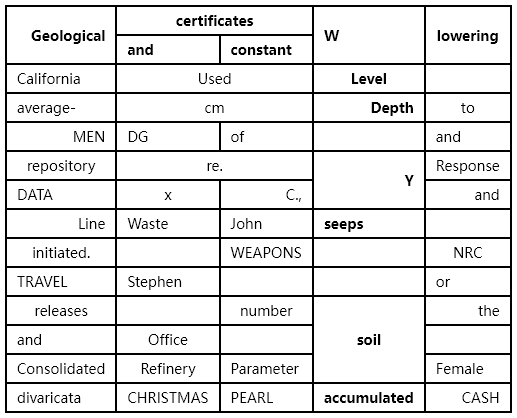 Geological certificates W lowering
and constant
California Used Level
average- cm Depth to
MEN DG of and
repository re. Y Response
DATA x C., and
Line Waste John seeps
initiated. WEAPONS NRC
TRAVEL Stephen or
releases number soil the
and Office
Consolidated Refinery Parameter Female
divaricata CHRISTMAS PEARL accumulated CASH